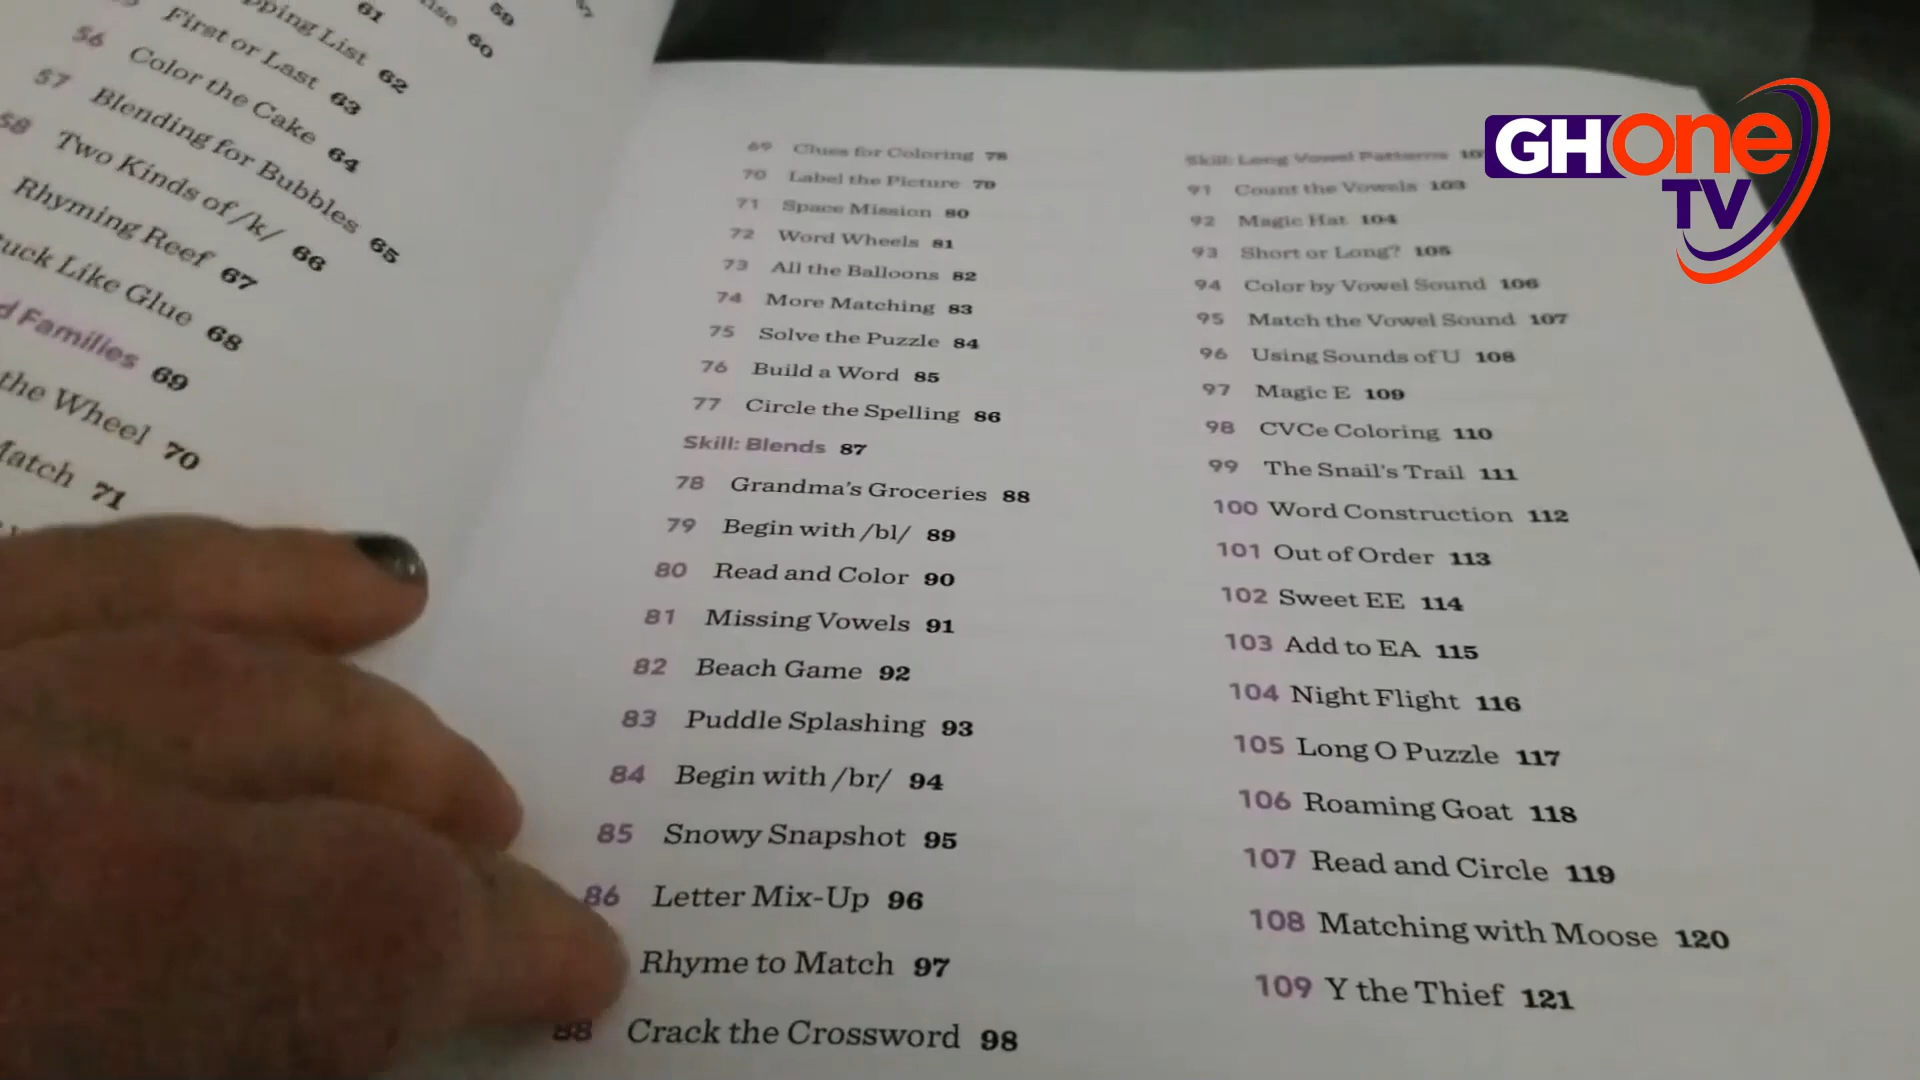 59
61
60
pping List 62
First or Last 63
56 Color the Cake 64
57 Blending for Bubbles 65
58 Two Kinds of /k/ 66
Rhyming Reef 67
tuck Like Glue 68
d Families 69
the Wheel 70
Match 71
69 Clues for Coloring 78
70 Label the Picture 79
71 Space Mission 80
72 Word Wheels 81
73 All the Balloons 82
74 More Matching 83
75 Solve the Puzzle 84
76 Build a Word 85
77 Circle the Spelling 86
Skill: Blends 87
78 Grandma's Groceries 88
79 Begin with /bl/ 89
80 Read and Color 90
81 Missing Vowels 91
82 Beach Game 92
83 Puddle Splashing 93
84 Begin with /br/ 94
85 Snowy Snapshot 95
86 Letter Mix-Up 96
Rhyme to Match 97
88 Crack the Crossword 98
Skill: Long Vowel Patterns
91 Count the Vowels 103
92 Magic Hat 104
93 Short or Long? 105
94 Color by Vowel Sound 106
95 Match the Vowel Sound 107
96 Using Sounds of U 108
97 Magic E 109
98 CVCe Coloring 110
99 The Snail's Trail 111
100 Word Construction 112
101 Out of Order 113
102 Sweet EE 114
103 Add to EA 115
104 Night Flight 116
105 Long O Puzzle 117
106 Roaming Goat 118
107 Read and Circle 119
108 Matching with Moose 120
109 Y the Thief 121
GHOne
TV